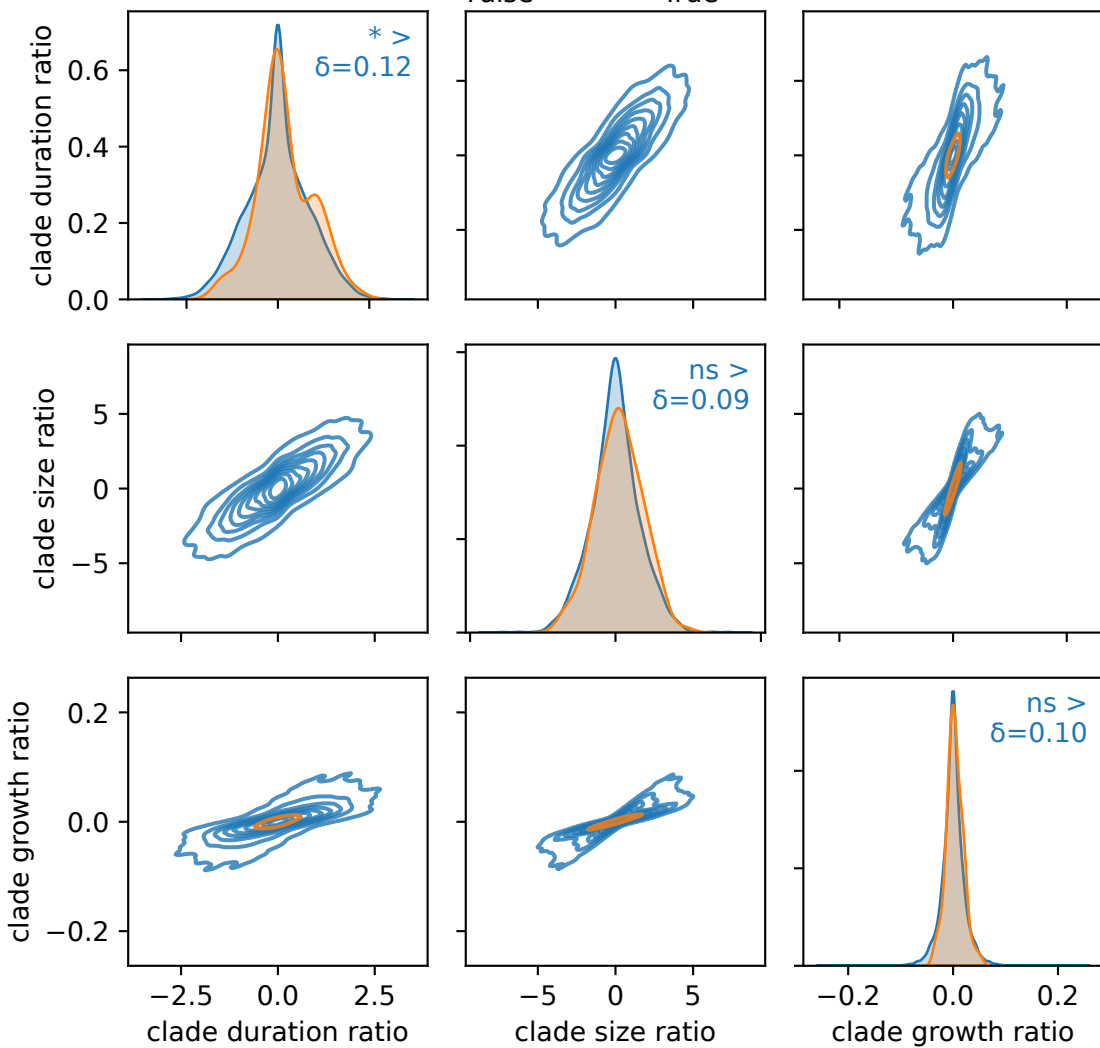 clade duration ratio
0.6
0.4
0.2
0.0
* >
δ=0.12
clade size ratio
5
0
−5
ns >
δ=0.09
clade growth ratio
0.2
0.0
−0.2
ns >
δ=0.10
−2.5 0.0 2.5
clade duration ratio
−5 0 5
clade size ratio
−0.2 0.0 0.2
clade growth ratio